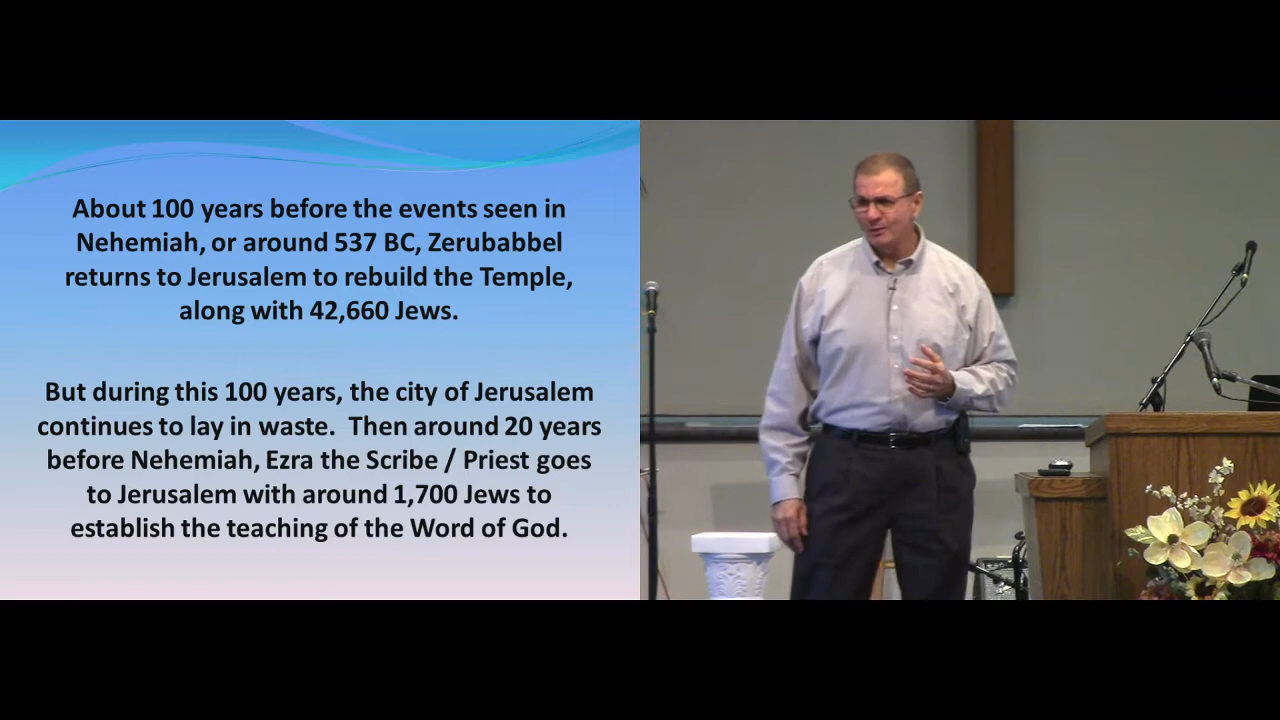 About 100 years before the events seen in
Nehemiah, or around 537 BC, Zerubabbel
returns to Jerusalem to rebuild the Temple,
along with 42,660 Jews.
But during this 100 years, the city of Jerusalem
continues to lay in waste.  Then around 20 years
before Nehemiah, Ezra the Scribe / Priest goes
to Jerusalem with around 1,700 Jews to
establish the teaching of the Word of God.